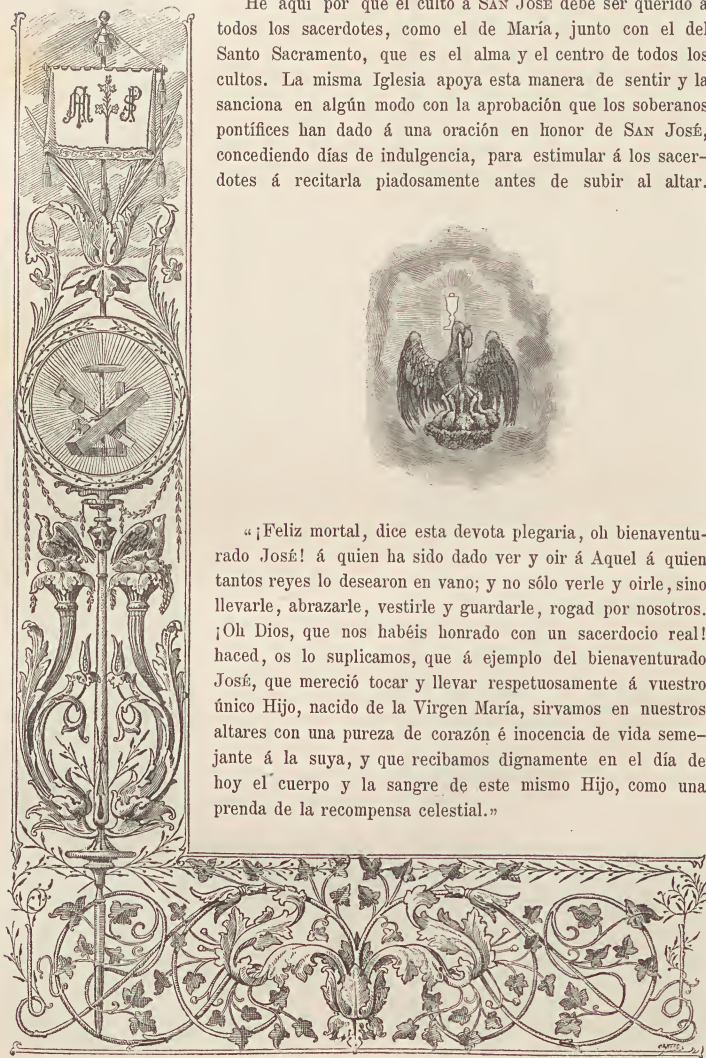 He aquí por qué el culto á SAN JOSÉ debe ser querido á
todos los sacerdotes, como el de María, junto con el del
Santo Sacramento, que es el alma y el centro de todos los
cultos. La misma Iglesia apoya esta manera de sentir y la
sanciona en algún modo con la aprobación que los soberanos
pontífices han dado á una oración en honor de SAN JOSÉ,
concediendo días de indulgencia, para estimular á los sacer-
dotes á recitarla piadosamente antes de subir al altar.
«¡Feliz mortal, dice esta devota plegaria, oh bienaventu-
rado JOSÉ! á quien ha sido dado ver y oir á Aquel á quien
tantos reyes lo desearon en vano; y no sólo verle y oirle, sino
llevarle, abrazarle, vestirle y guardarle, rogad por nosotros.
¡Oh Dios, que nos habéis honrado con un sacerdocio real!
haced, os lo suplicamos, que á ejemplo del bienaventurado
JOSÉ, que mereció tocar y llevar respetuosamente á vuestro
único Hijo, nacido de la Virgen María, sirvamos en nuestros
altares con una pureza de corazón é inocencia de vida seme-
jante á la suya, y que recibamos dignamente en el día de
hoy el cuerpo y la sangre de este mismo Hijo, como una
prenda de la recompensa celestial.»